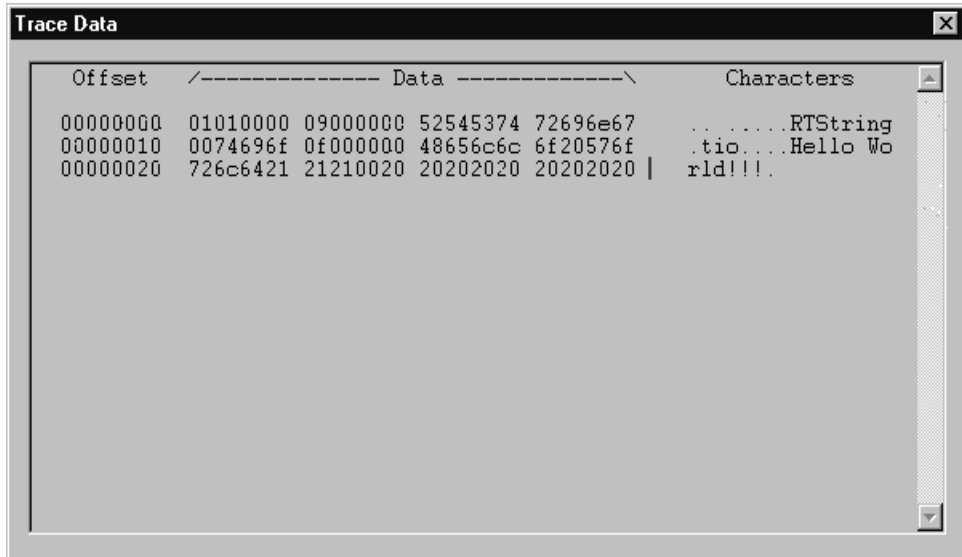 Trace Data
Offset /-------------- Data -------------\ Characters
00000000 01010000 09000000 52545374 72696e67 ... .....RTString
00000010 0074696f 0f000000 48656c6c 6f20576f .tio....Hello Wo
00000020 726c6421 21210020 20202020 20202020 | rld!!!.